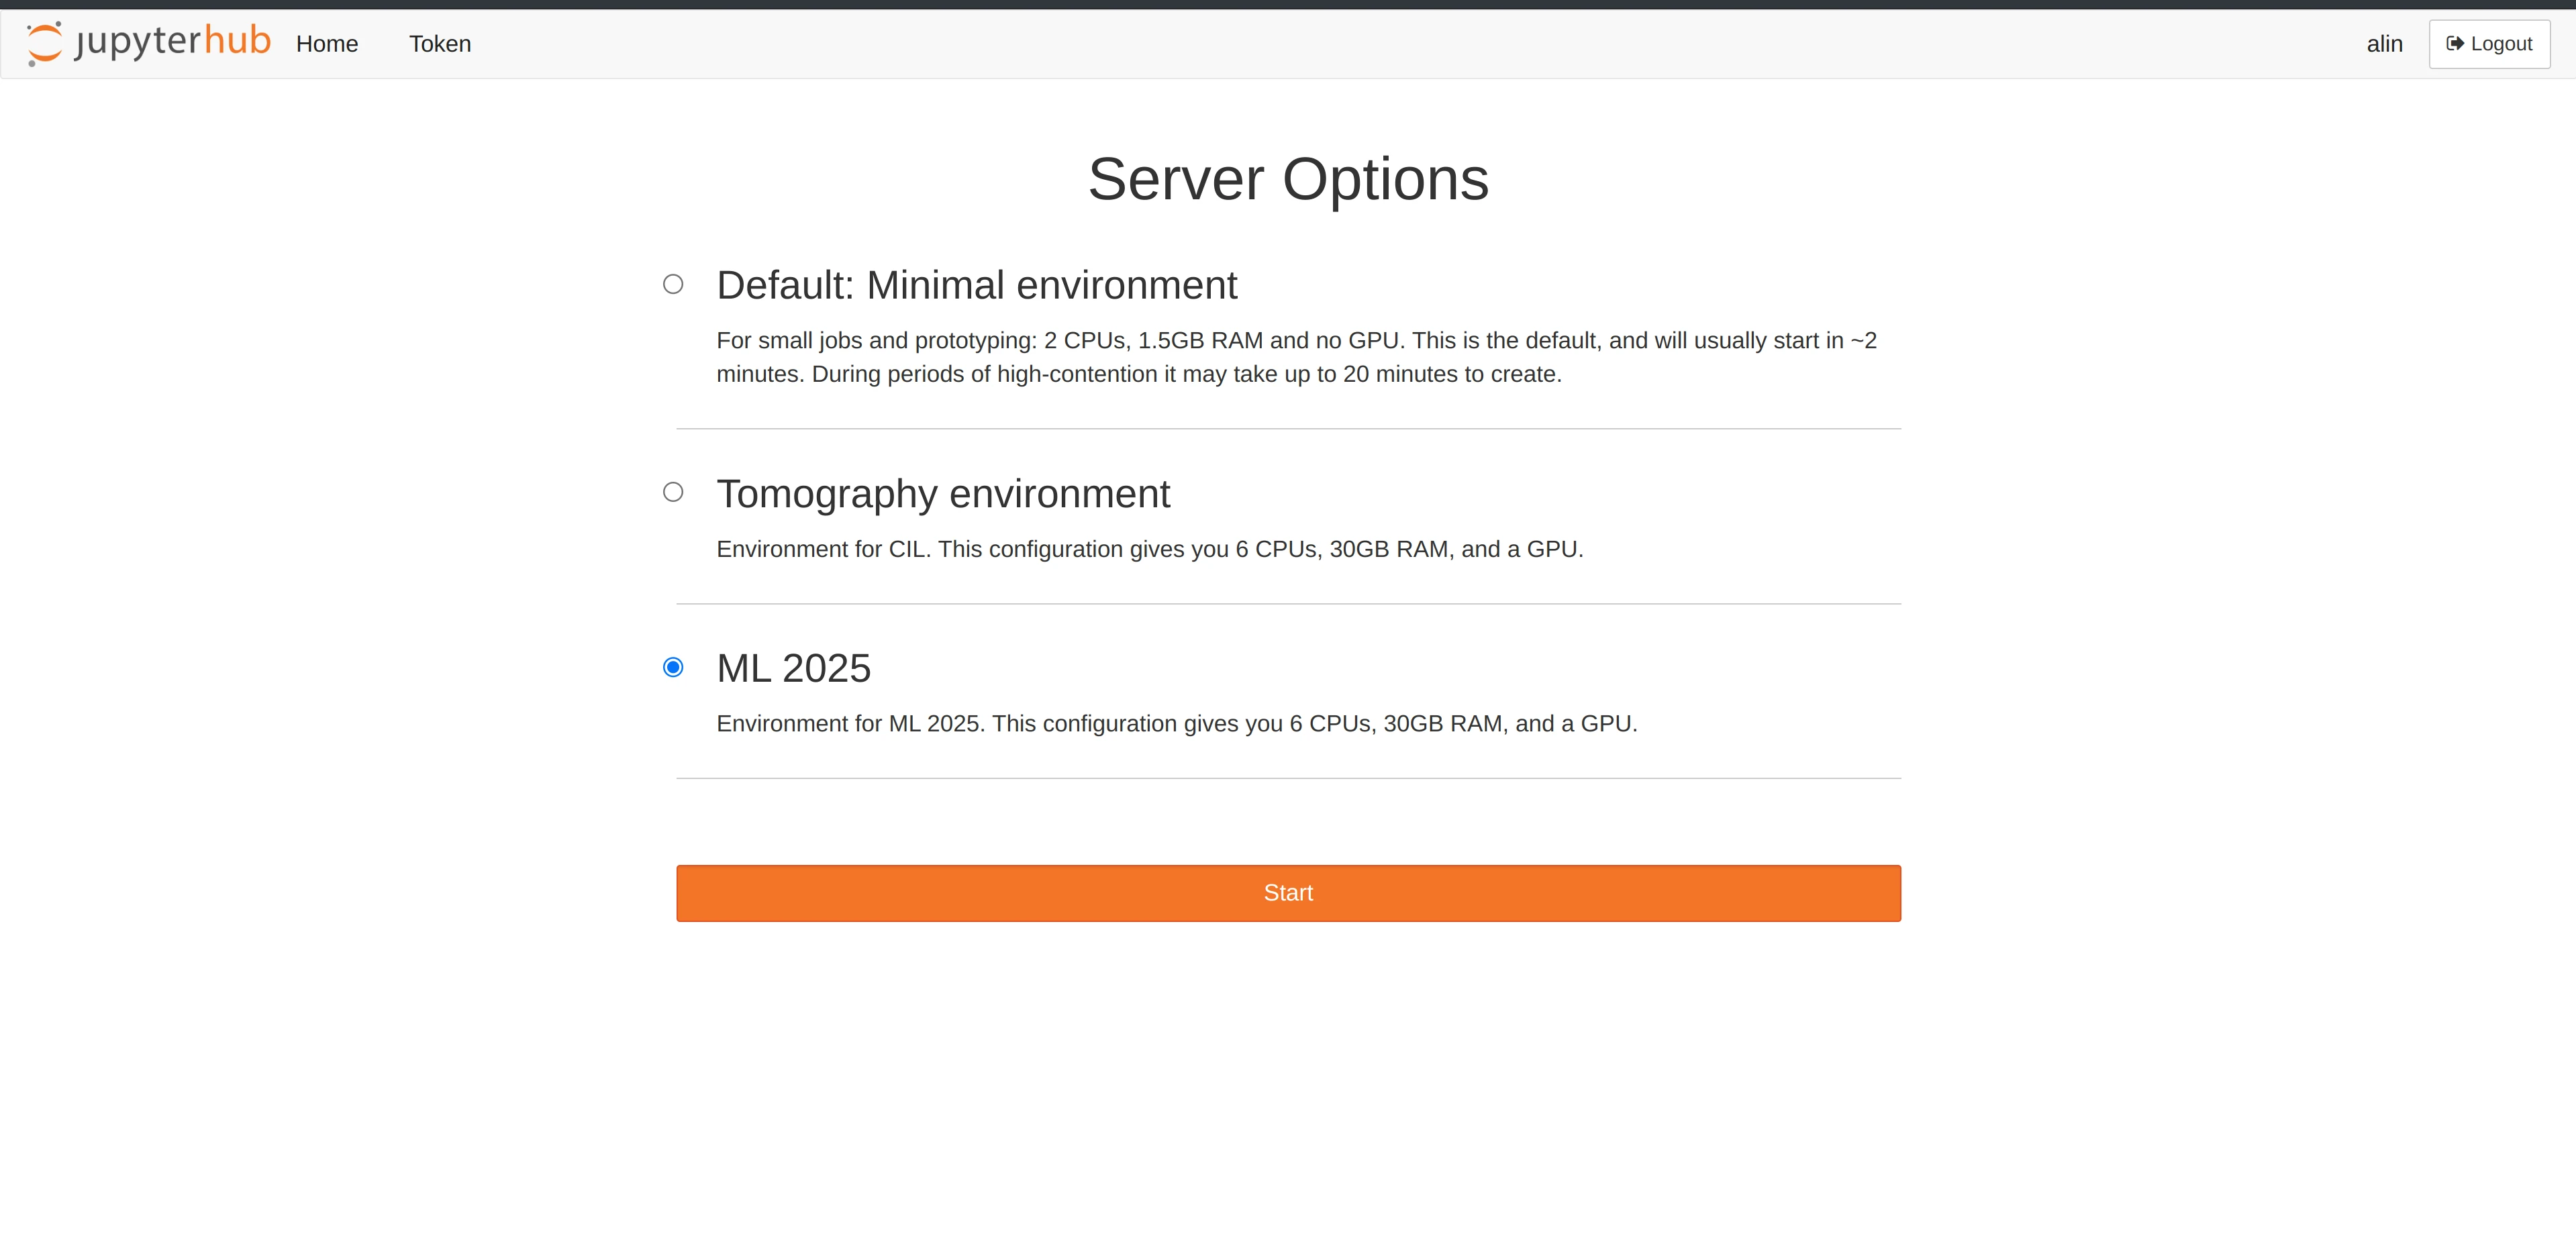 jupyterhub Home Token alin Logout
Server Options
Default: Minimal environment
For small jobs and prototyping: 2 CPUs, 1.5GB RAM and no GPU. This is the default, and will usually start in ~2
minutes. During periods of high-contention it may take up to 20 minutes to create.
Tomography environment
Environment for CIL. This configuration gives you 6 CPUs, 30GB RAM, and a GPU.
ML 2025
Environment for ML 2025. This configuration gives you 6 CPUs, 30GB RAM, and a GPU.
Start